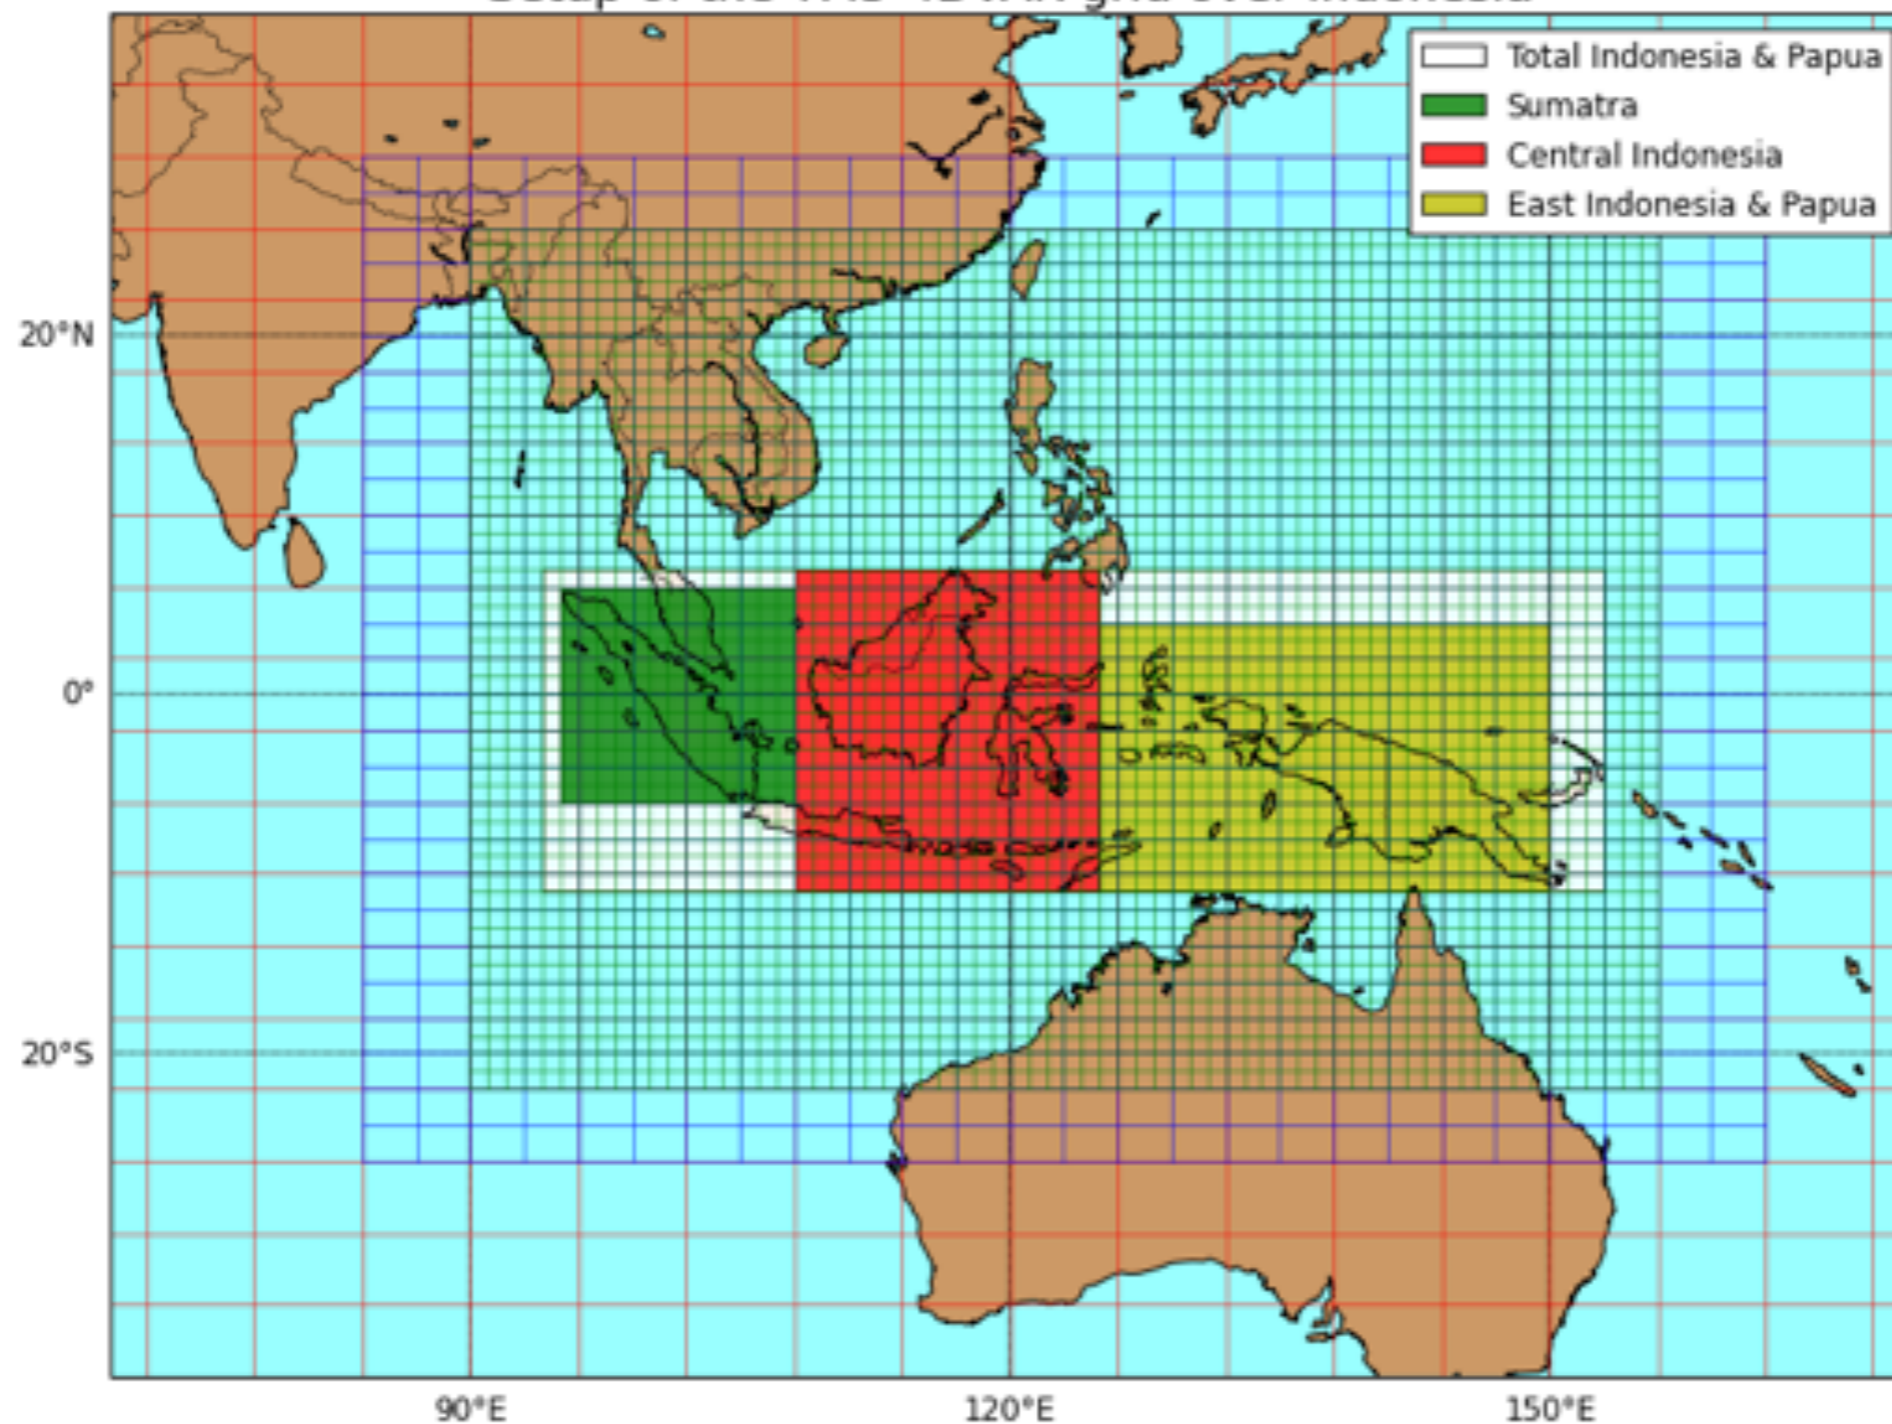 Total Indonesia & Papua
Sumatra
Central Indonesia
East Indonesia & Papua
20°N
0°
20°S
90°E
120°E
150°E